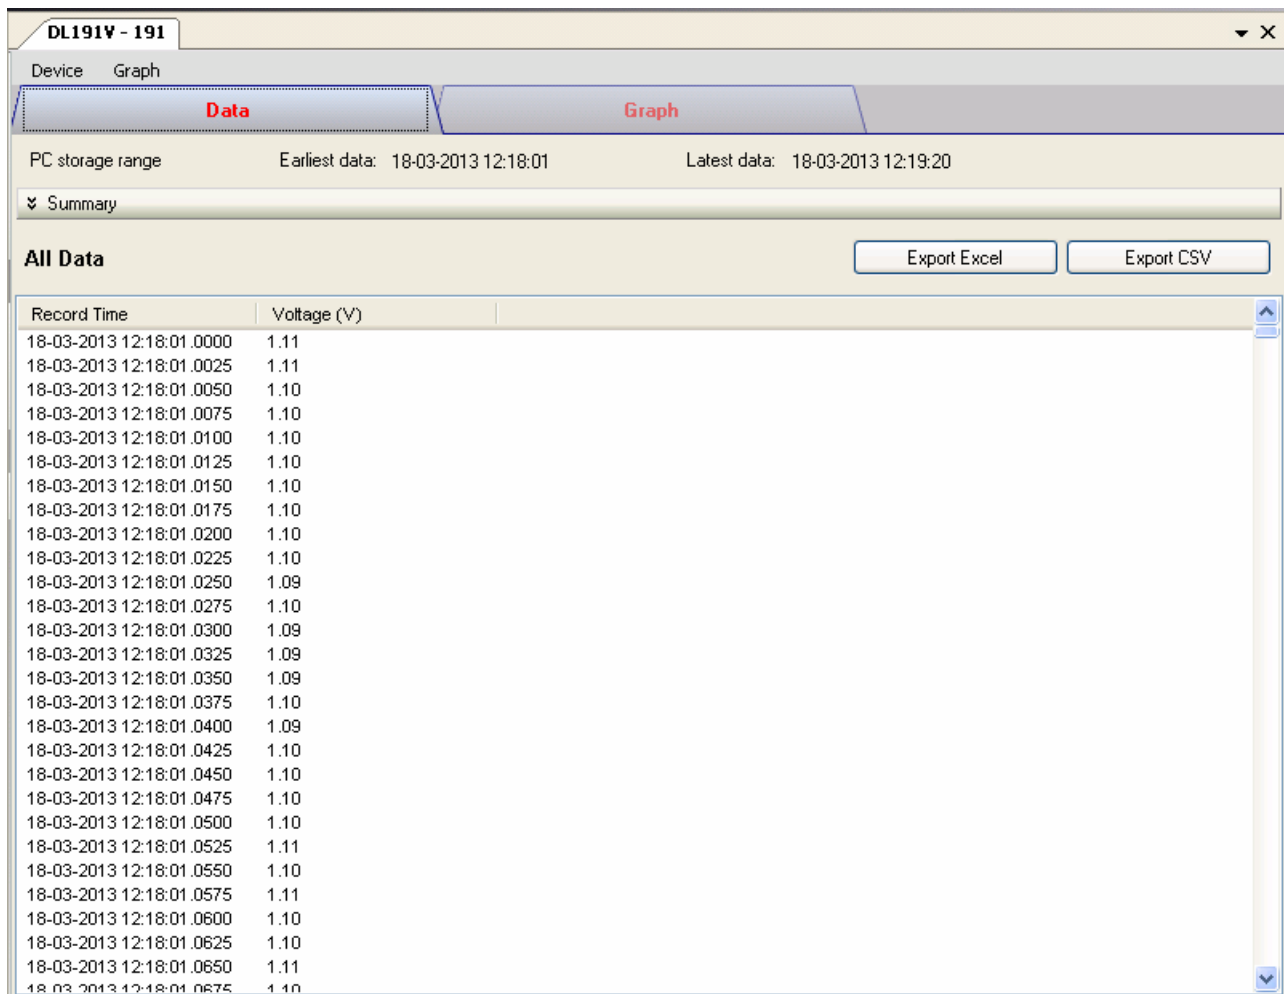 DL191V - 191
Device Graph
Data Graph
PC storage range Earliest data: 18-03-2013 12:18:01 Latest data: 18-03-2013 12:19:20
Summary
All Data Export Excel Export CSV
Record Time Voltage (V)
18-03-2013 12:18:01.0000 1.11
18-03-2013 12:18:01.0025 1.11
18-03-2013 12:18:01.0050 1.10
18-03-2013 12:18:01.0075 1.10
18-03-2013 12:18:01.0100 1.10
18-03-2013 12:18:01.0125 1.10
18-03-2013 12:18:01.0150 1.10
18-03-2013 12:18:01.0175 1.10
18-03-2013 12:18:01.0200 1.10
18-03-2013 12:18:01.0225 1.10
18-03-2013 12:18:01.0250 1.09
18-03-2013 12:18:01.0275 1.10
18-03-2013 12:18:01.0300 1.09
18-03-2013 12:18:01.0325 1.09
18-03-2013 12:18:01.0350 1.09
18-03-2013 12:18:01.0375 1.10
18-03-2013 12:18:01.0400 1.09
18-03-2013 12:18:01.0425 1.10
18-03-2013 12:18:01.0450 1.10
18-03-2013 12:18:01.0475 1.10
18-03-2013 12:18:01.0500 1.10
18-03-2013 12:18:01.0525 1.11
18-03-2013 12:18:01.0550 1.10
18-03-2013 12:18:01.0575 1.11
18-03-2013 12:18:01.0600 1.10
18-03-2013 12:18:01.0625 1.10
18-03-2013 12:18:01.0650 1.11
18-03-2013 12:18:01.0675 1.10